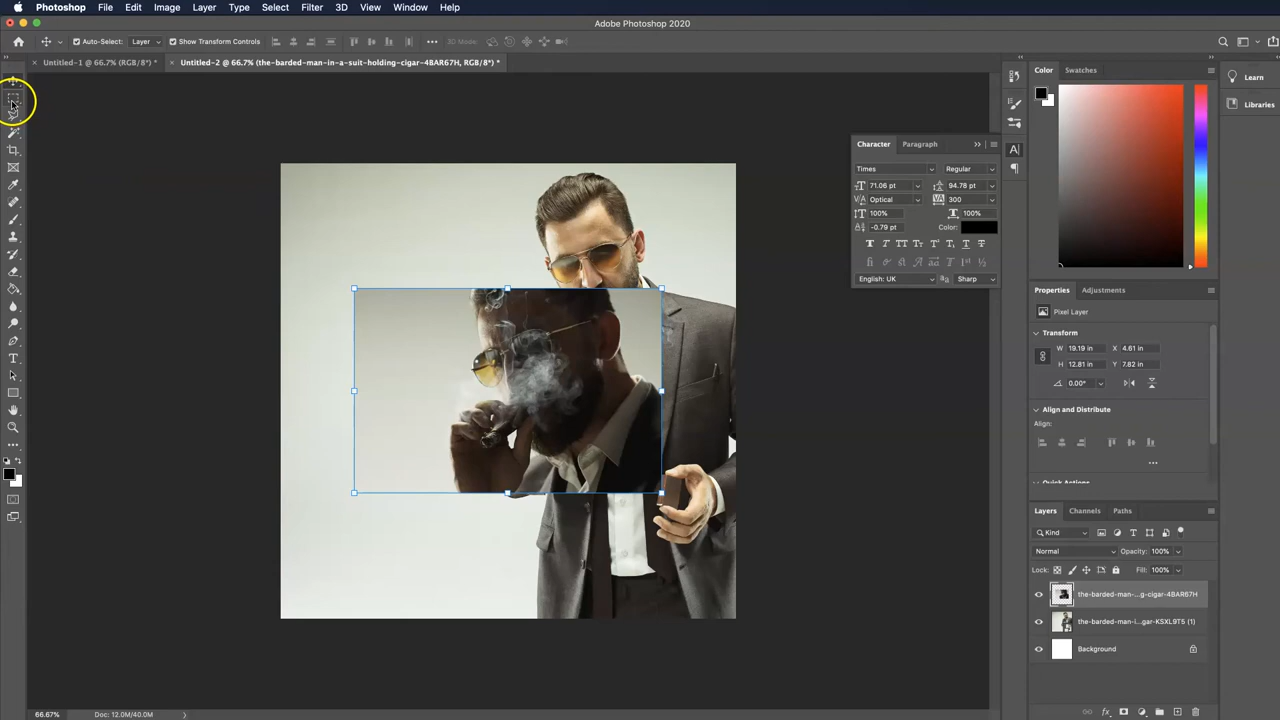 Photoshop File Edit Image Layer Type Select Filter 3D View Window Help
Adobe Photoshop 2020
Auto-Select: Layer Show Transform Controls 3D Mode:
Untitled-1 @ 66.7% (RGB/8*) * Untitled-2 @ 66.7% (the-barded-man-in-a-suit-holding-cigar-4BAR67H, RGB/8*) *
Color Swatches
Learn
Libraries
Character Paragraph
Times Regular
71.06 pt 94.78 pt
Optical 300
100% 100%
-0.79 pt Color:
English: UK Sharp
Properties Adjustments
Pixel Layer
Transform
W 19.19 in X 4.61 in
H 12.81 in Y 7.82 in
0.00°
Align and Distribute
Align:
Quick Actions
Layers Channels Paths
Kind
Normal Opacity: 100%
Lock: Fill: 100%
the-barded-man-...g-cigar-4BAR67H
the-barded-man-i...gar-KSXL9T5 (1)
Background
66.67% Doc: 12.0M/40.0M